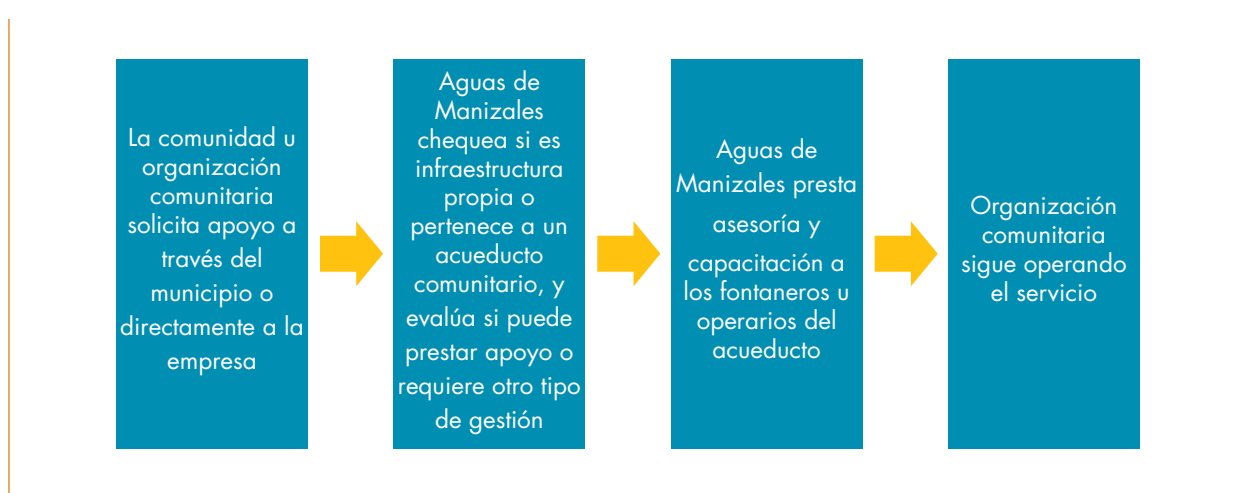 La comunidad u
organización
comunitaria
solicita apoyo a
través del
municipio o
directamente a la
empresa
Aguas de
Manizales
chequea si es
infraestructura
propia o
pertenece a un
acueducto
comunitario, y
evalúa si puede
prestar apoyo o
requiere otro tipo
de gestión
Aguas de
Manizales presta
asesoría y
capacitación a
los fontaneros u
operarios del
acueducto
Organización
comunitaria
sigue operando
el servicio